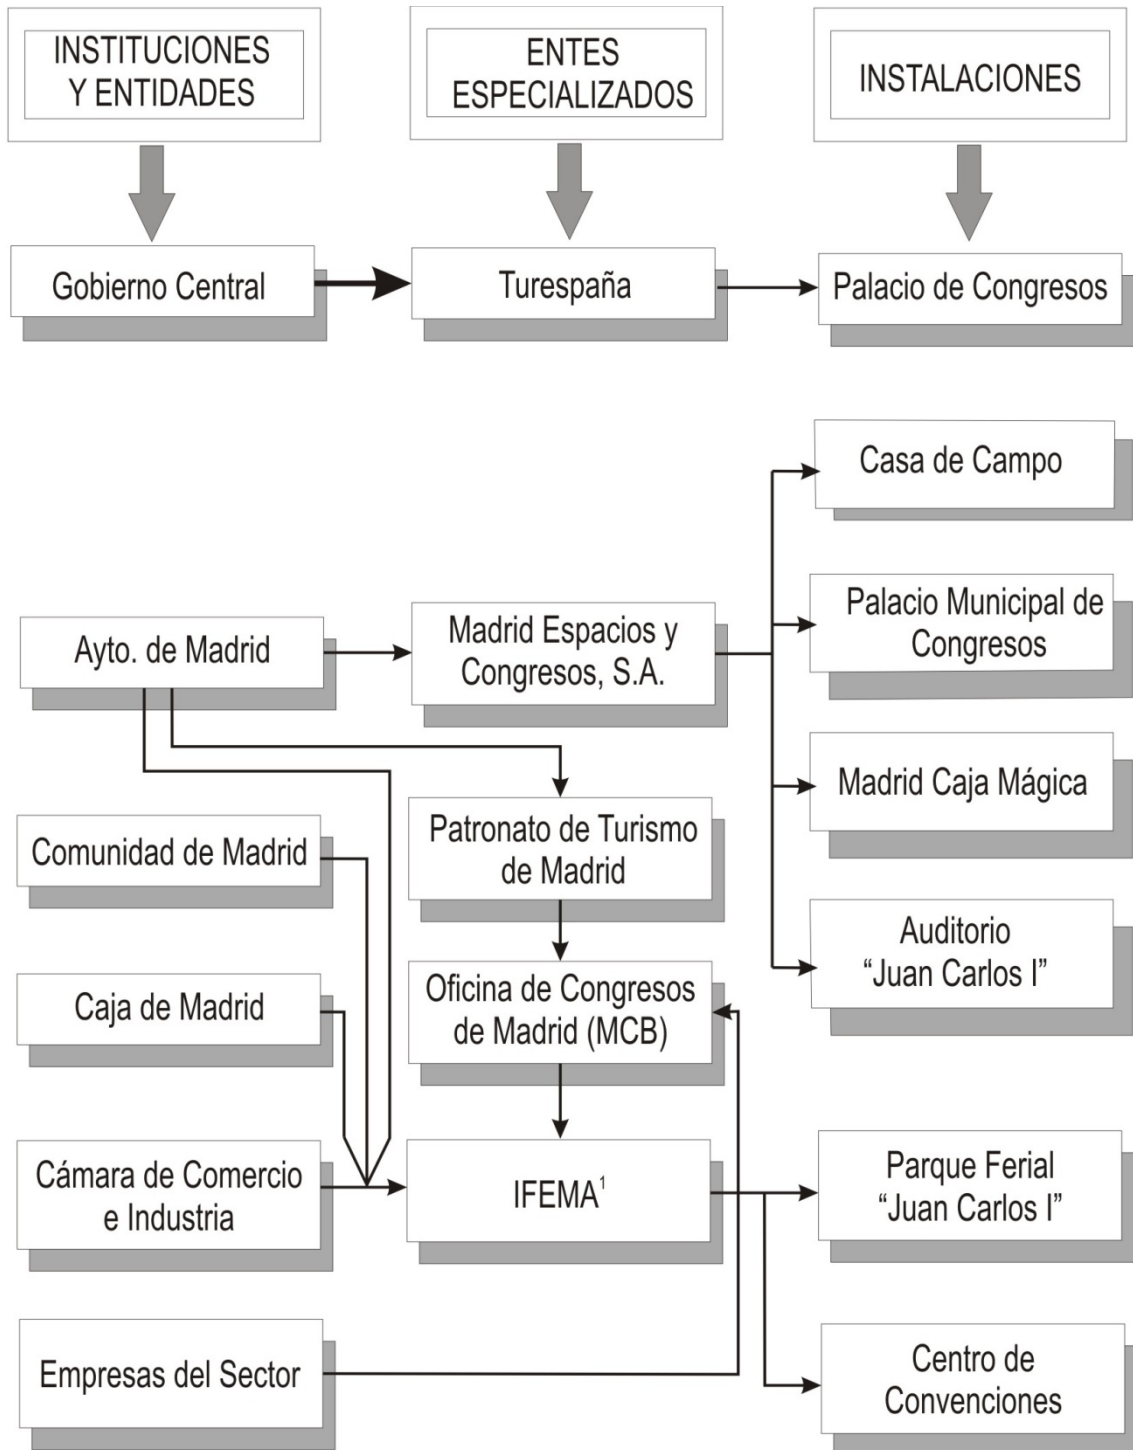 INSTITUCIONES
Y ENTIDADES
ENTES
ESPECIALIZADOS
INSTALACIONES
Gobierno Central
Turespaña
Palacio de Congresos
Casa de Campo
Palacio Municipal de
Congresos
Ayto. de Madrid
Madrid Espacios y
Congresos, S.A.
Madrid Caja Mágica
Comunidad de Madrid
Patronato de Turismo
de Madrid
Auditorio
“Juan Carlos I”
Caja de Madrid
Oficina de Congresos
de Madrid (MCB)
Cámara de Comercio
e Industria
IFEMA¹
Parque Ferial
“Juan Carlos I”
Empresas del Sector
Centro de
Convenciones